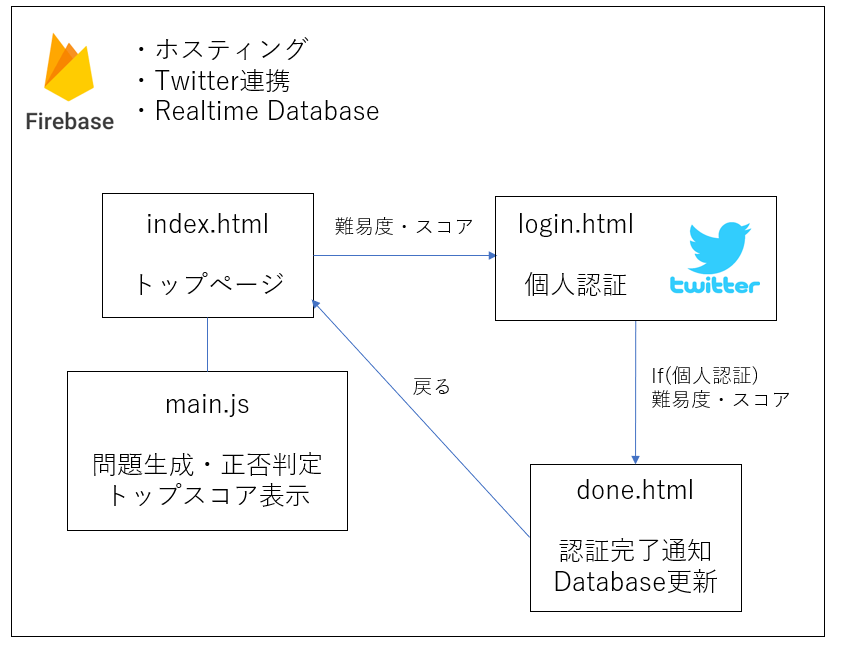 Firebase
・ホスティング
・Twitter連携
・Realtime Database
index.html
トップページ
難易度・スコア
login.html
個人認証
twitter
main.js
問題生成・正否判定
トップスコア表示
戻る
If(個人認証)
難易度・スコア
done.html
認証完了通知
Database更新